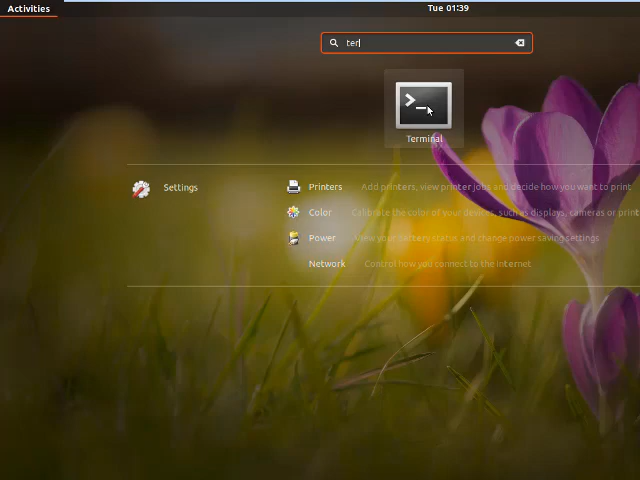 Activities
Tue 01:39
ter
>_
Terminal
Settings
Printers Add printers, view printer jobs and decide how you want to print
Color Calibrate the color of your devices, such as displays, cameras or print
Power View your battery status and change power saving settings
Network Control how you connect to the internet